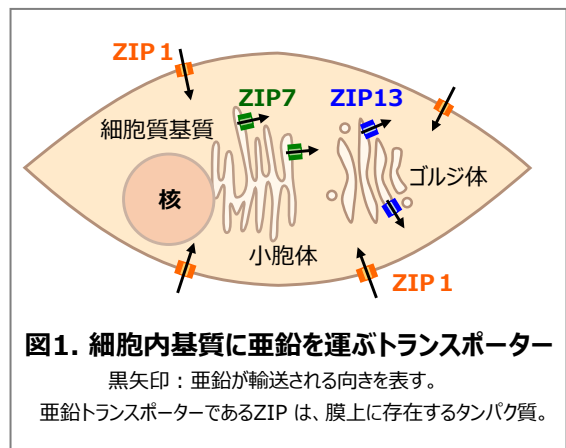 ZIP1
ZIP7
ZIP13
細胞質基質
ゴルジ体
核
小胞体
ZIP1
図1. 細胞内基質に亜鉛を運ぶトランスポーター
黒矢印：亜鉛が輸送される向きを表す。
亜鉛トランスポーターであるZIP は、膜上に存在するタンパク質。